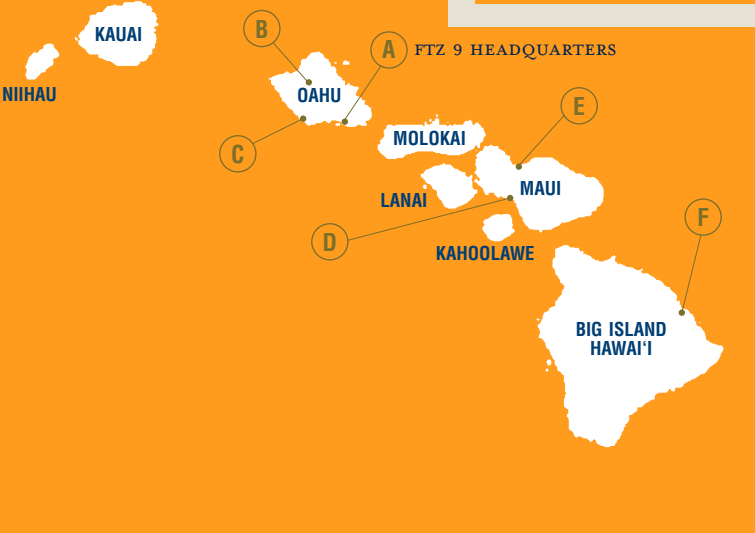 KAUAI
NIIHAU
B
A FTZ 9 HEADQUARTERS
OAHU
C
MOLOKAI
E
LANAI
MAUI
D
KAHOOLAWE
F
BIG ISLAND
HAWAI‘I